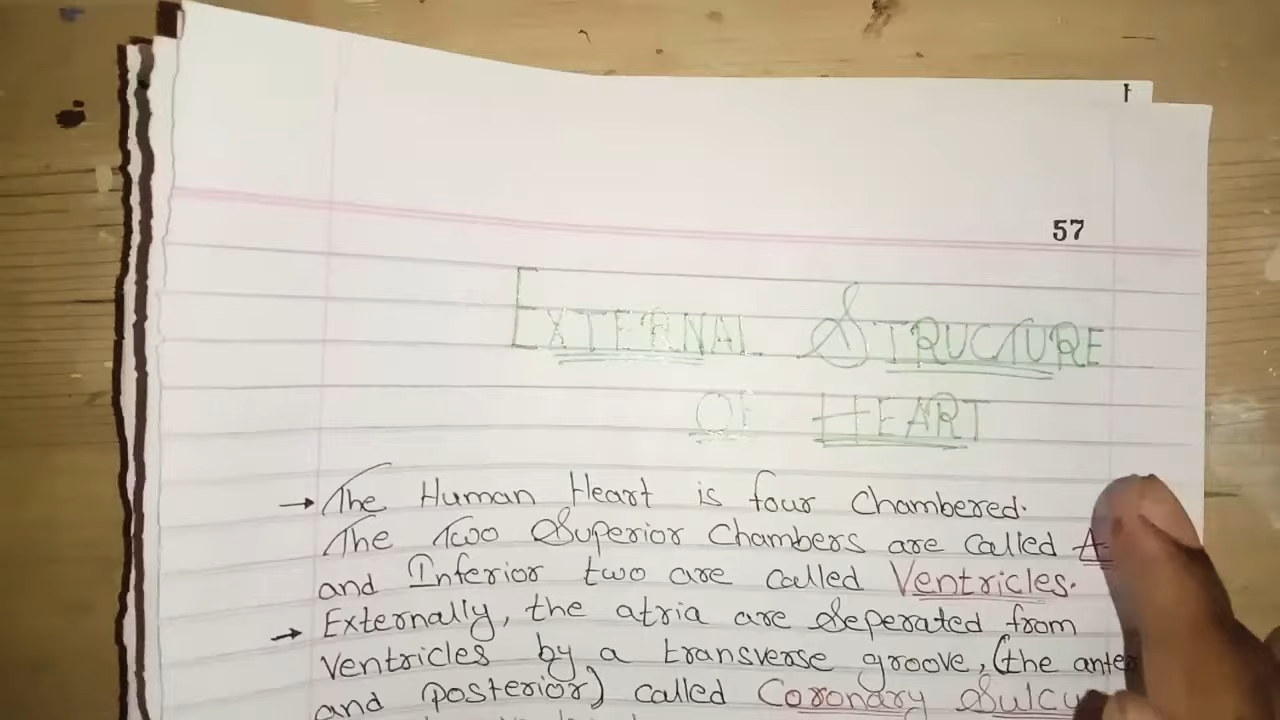 57
EXTERNAL STRUCTURE
OF HEART
→ The Human Heart is four Chambered.
The Two Superior Chambers are called
and Inferior two are called Ventricles.
→ Externally, the atria are Seperated from
Ventricles by a transverse groove, (the
and Posterior) called Coronary